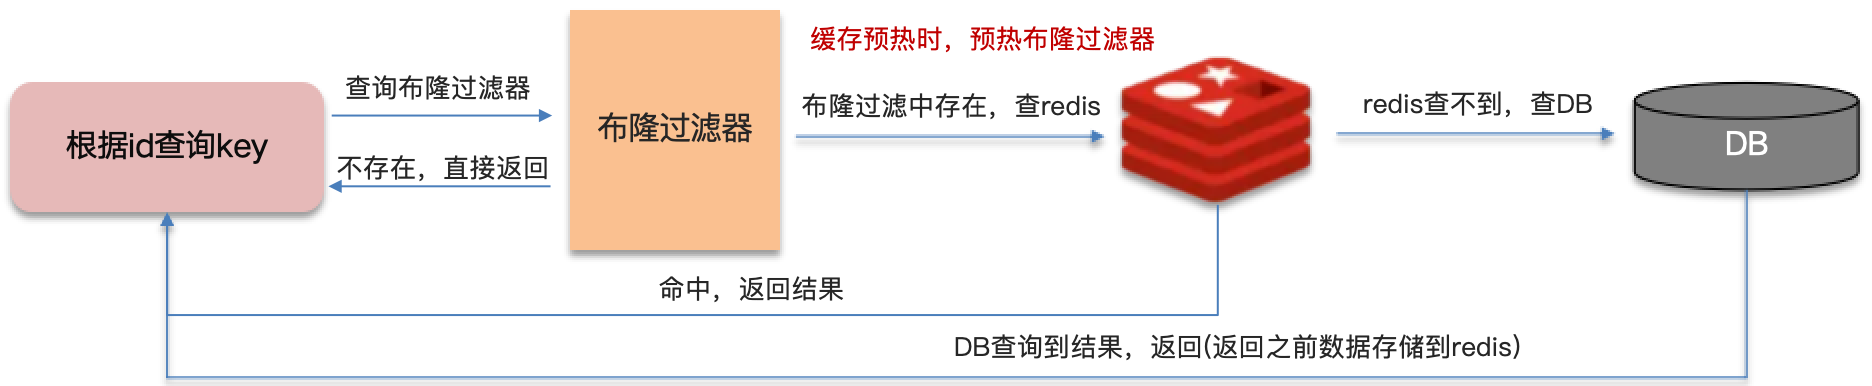 缓存预热时，预热布隆过滤器
查询布隆过滤器
布隆过滤中存在，查redis
redis查不到，查DB
根据id查询key
布隆过滤器
DB
不存在，直接返回
命中，返回结果
DB查询到结果，返回(返回之前数据存储到redis)